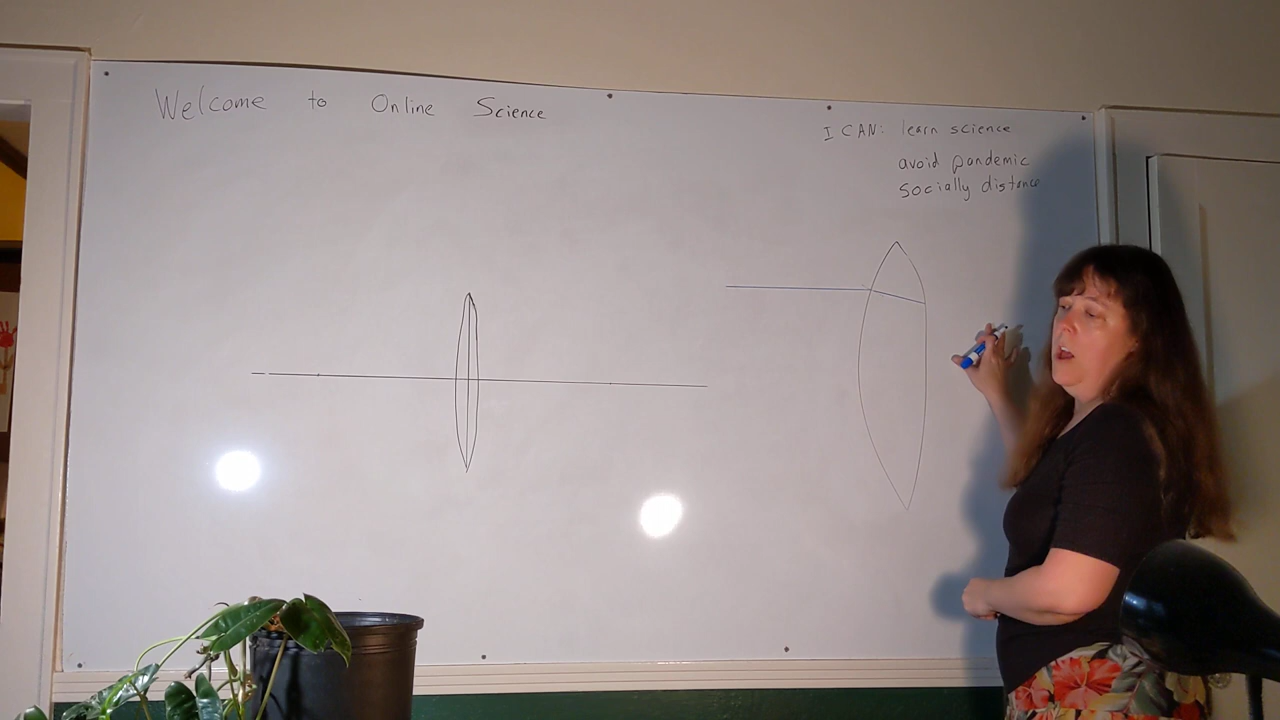 Welcome to Online Science
I CAN: learn science
avoid pandemic
socially distance